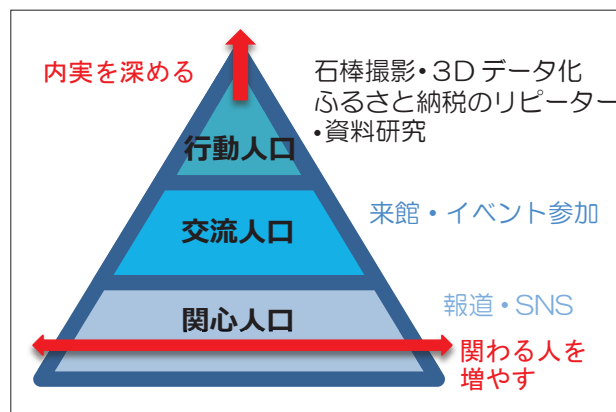 内実を深める
石棒撮影・3Dデータ化
ふるさと納税のリピーター
・資料研究
行動人口
交流人口
来館・イベント参加
関心人口
報道・SNS
関わる人を
増やす